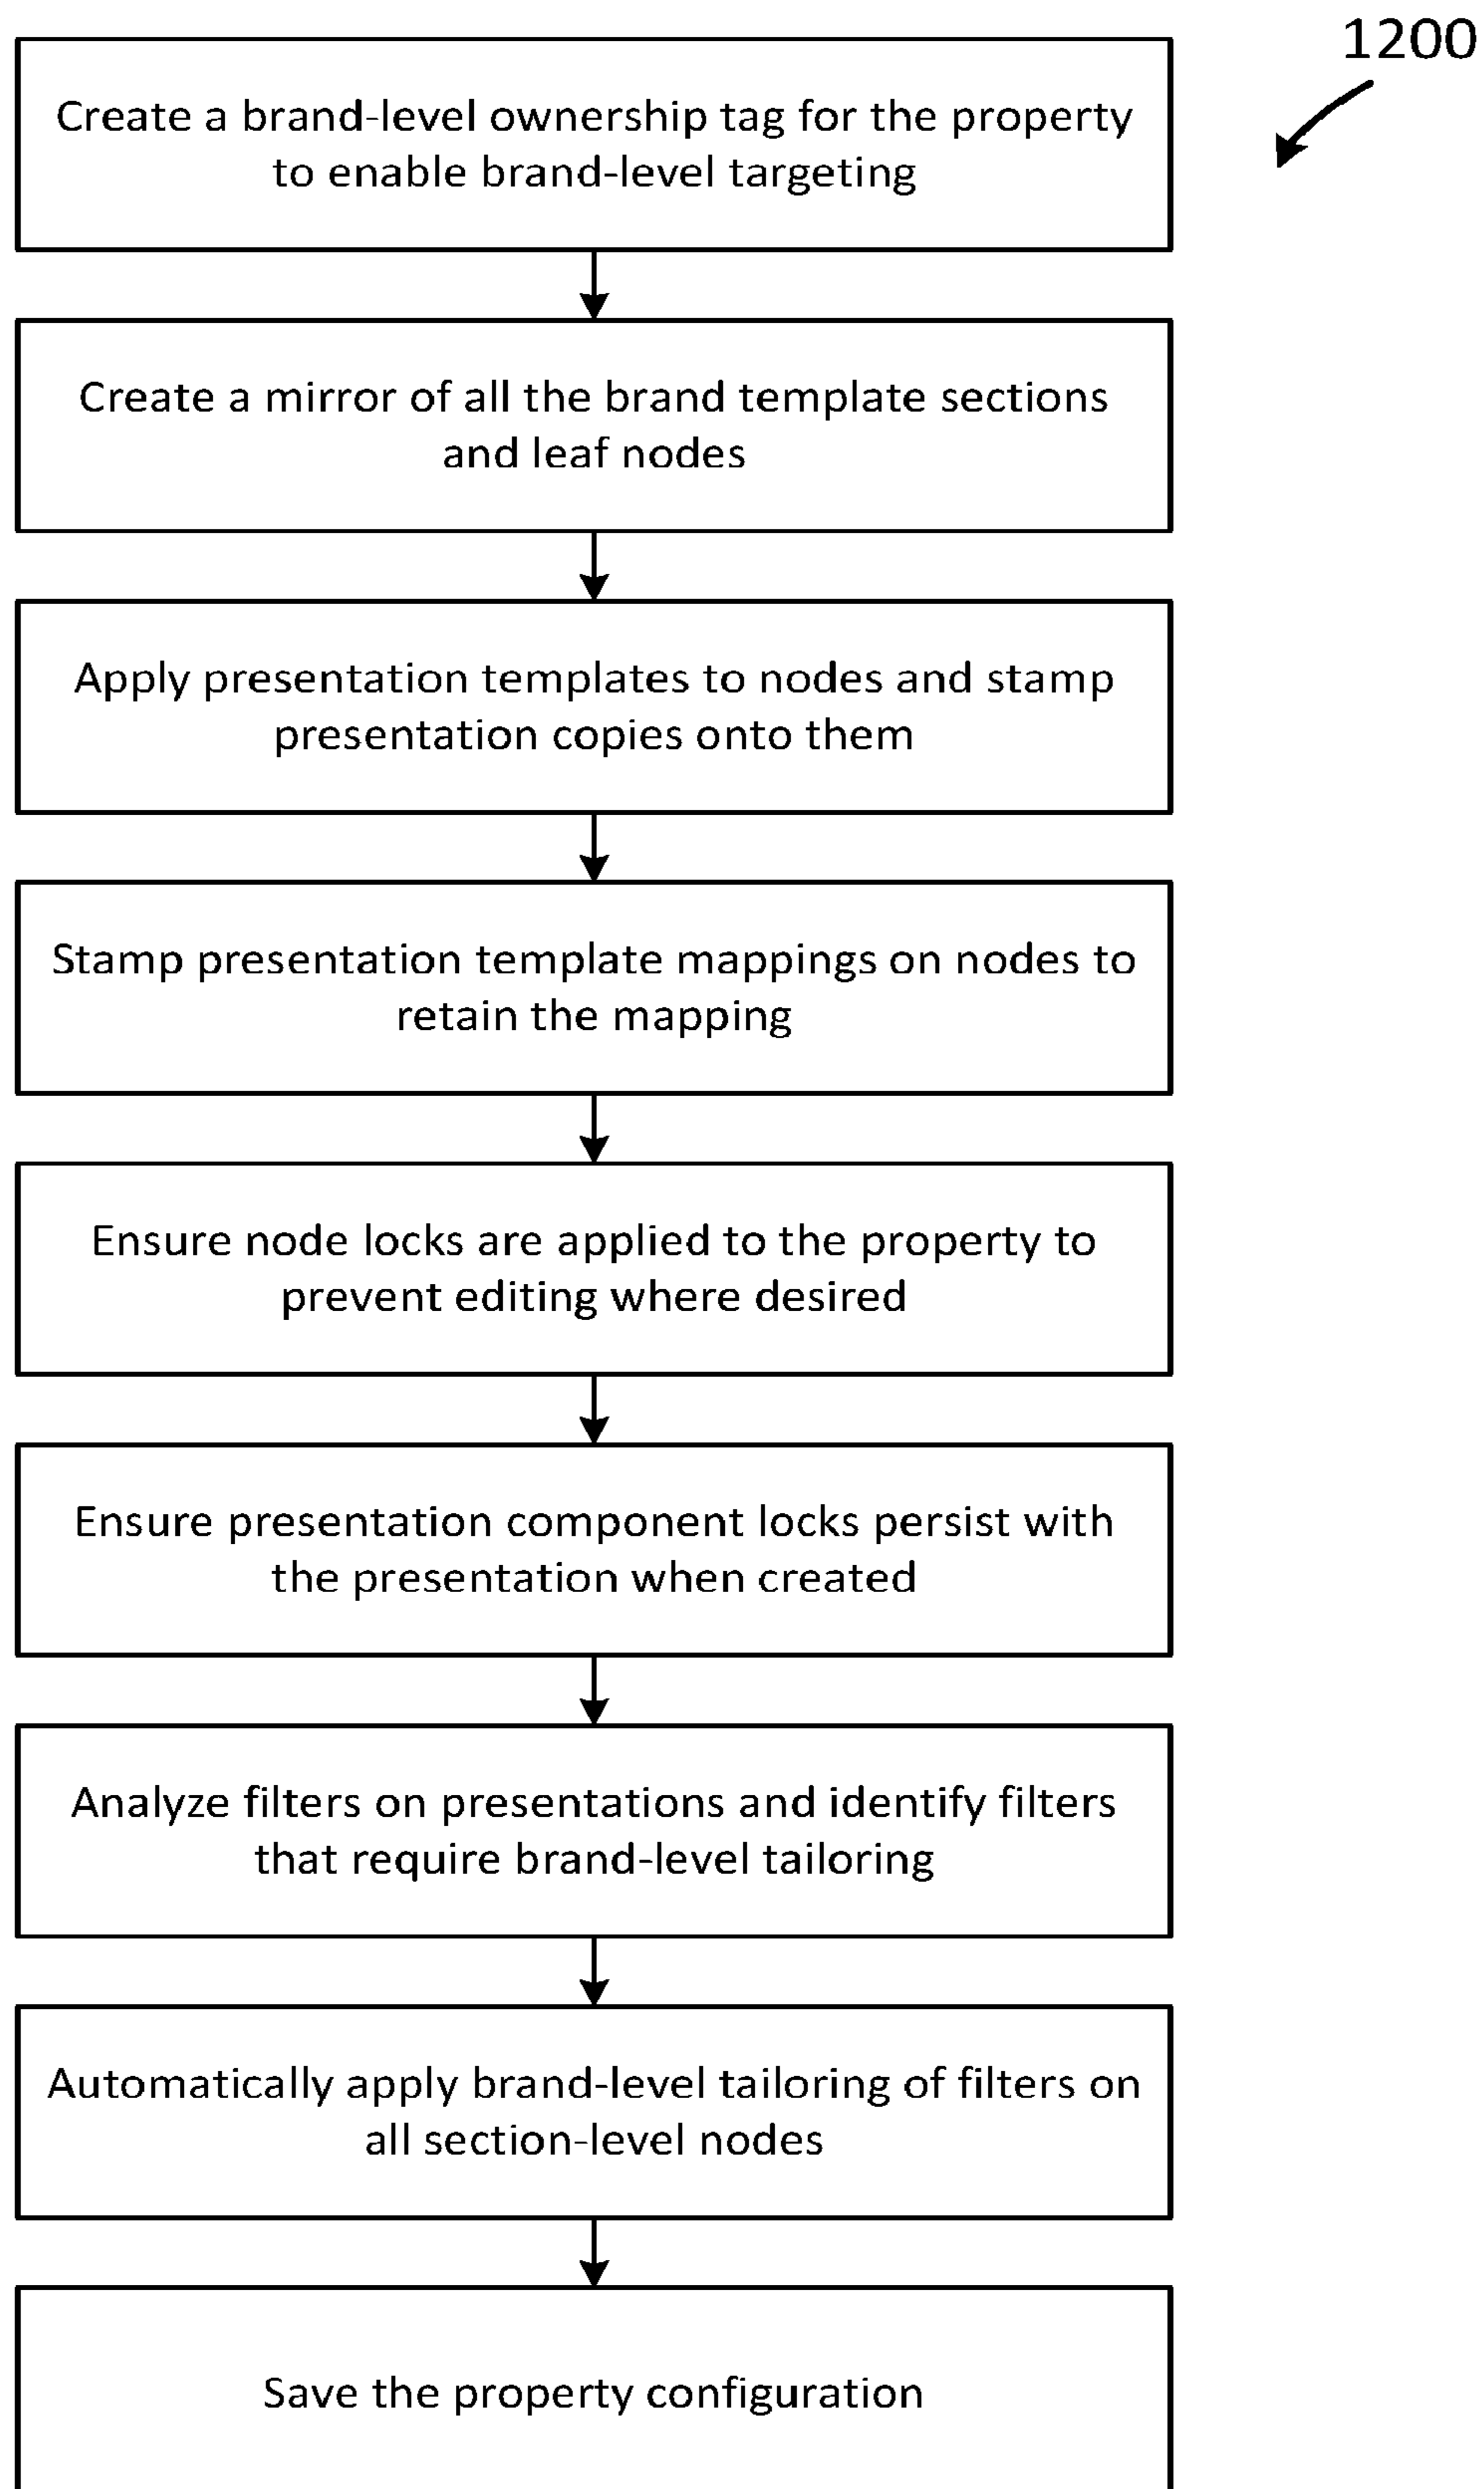 1200
Create a brand-level ownership tag for the property
to enable brand-level targeting
Create a mirror of all the brand template sections
and leaf nodes
Apply presentation templates to nodes and stamp
presentation copies onto them
Stamp presentation template mappings on nodes to
retain the mapping
Ensure node locks are applied to the property to
prevent editing where desired
Ensure presentation component locks persist with
the presentation when created
Analyze filters on presentations and identify filters
that require brand-level tailoring
Automatically apply brand-level tailoring of filters on
all section-level nodes
Save the property configuration